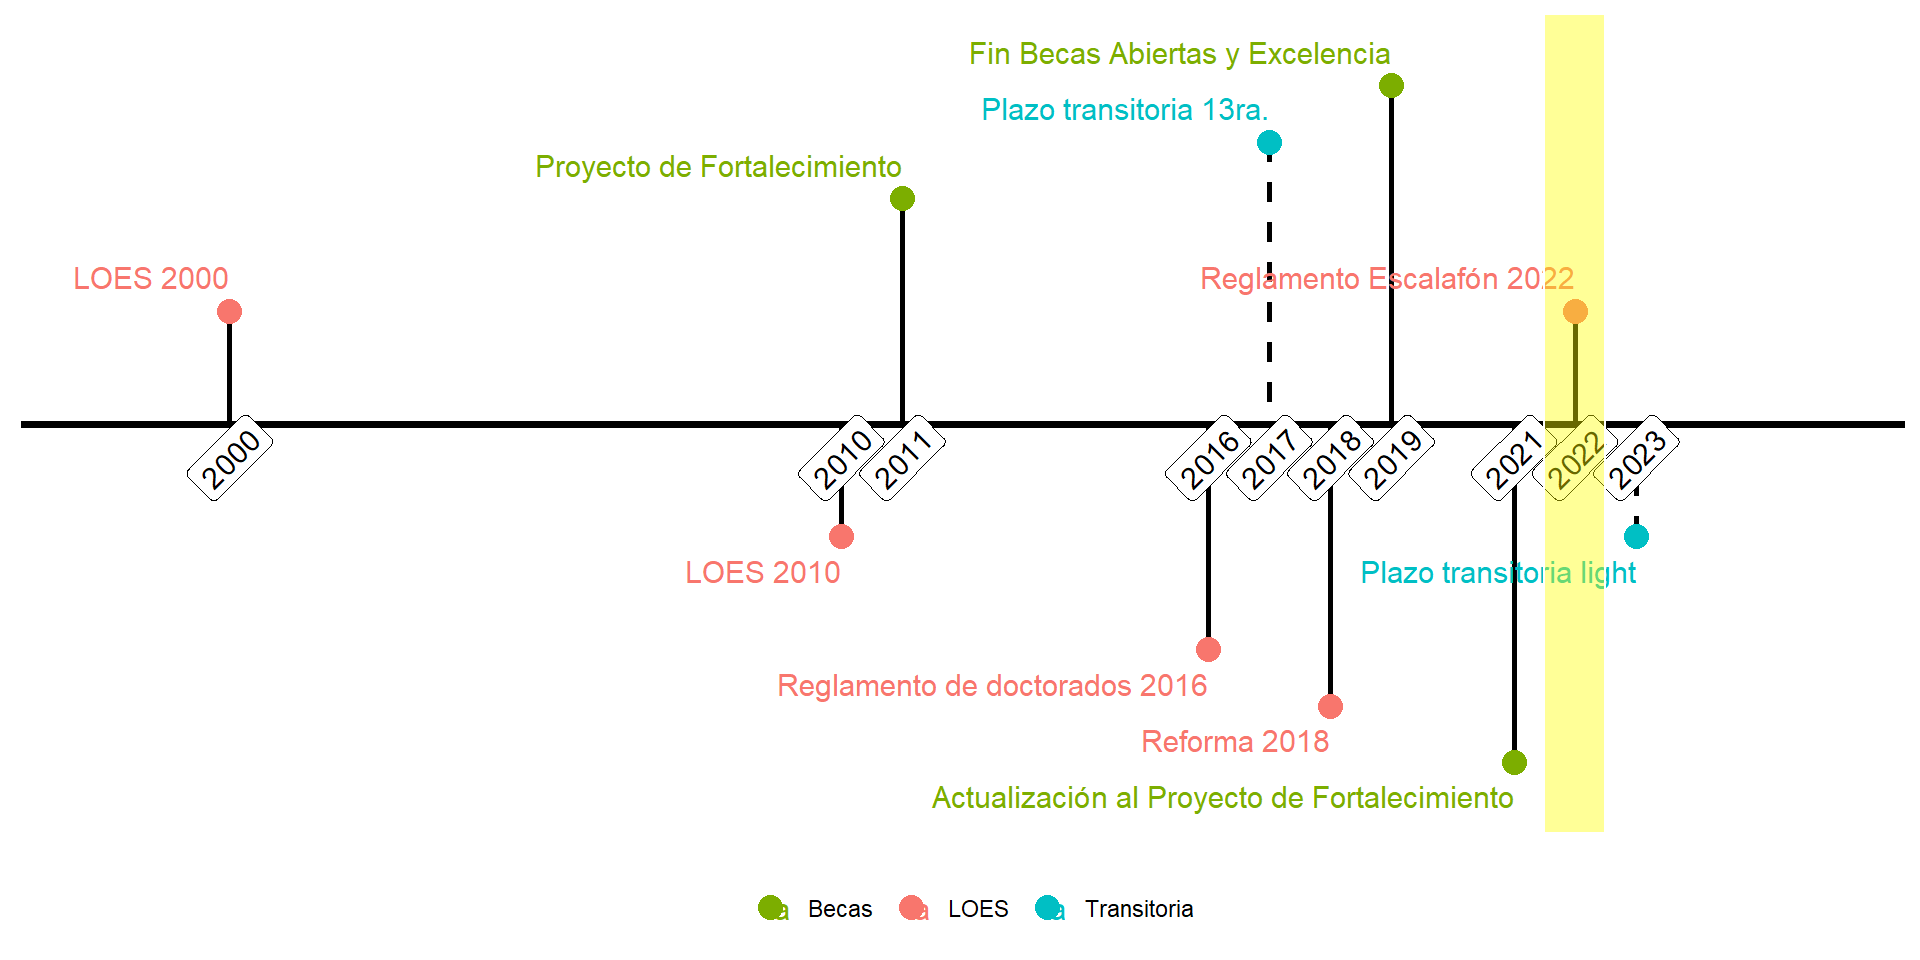 Fin Becas Abiertas y Excelencia
Plazo transitoria 13ra.
Proyecto de Fortalecimiento
LOES 2000
Reglamento Escalafón 2022
2000
2010
2011
2016
2017
2018
2019
2021
2022
2023
LOES 2010
Plazo transitoria light
Reglamento de doctorados 2016
Reforma 2018
Actualización al Proyecto de Fortalecimiento
a Becas a LOES a Transitoria